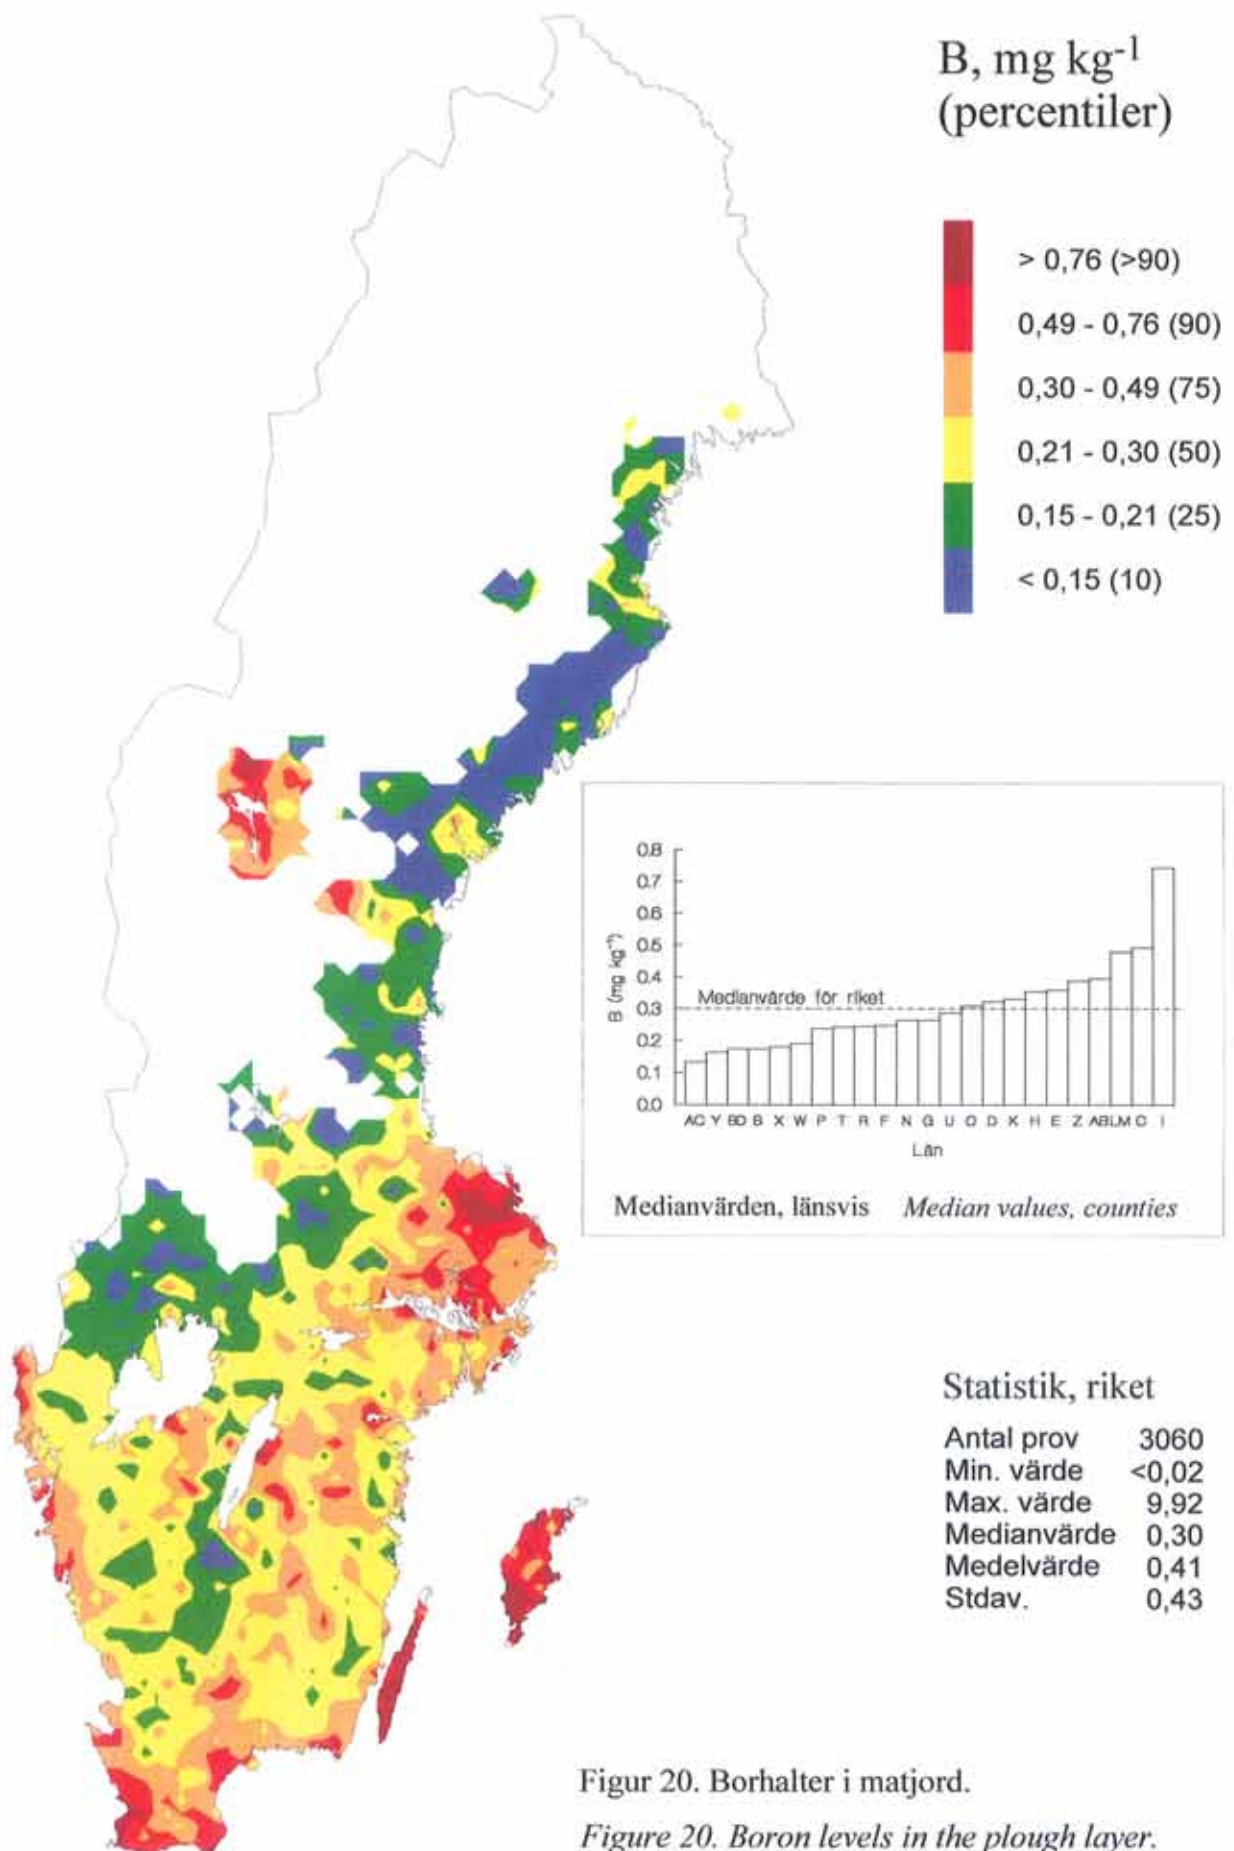 B, mg kg-1
(percentiler)
> 0,76 (>90)
0,49 - 0,76 (90)
0,30 - 0,49 (75)
0,21 - 0,30 (50)
0,15 - 0,21 (25)
< 0,15 (10)
0.8
0.7
0.6
0.5
0.4
0.3
0.2
0.1
0.0
B (mg kg-1)
Medianvärde för riket
AC Y BD B X W P T R F N G U O D K H E Z AB LM C I
Län
Medianvärden, länsvis Median values, counties
Statistik, riket
Antal prov 3060
Min. värde <0,02
Max. värde 9,92
Medianvärde 0,30
Medelvärde 0,41
Stdav. 0,43
Figur 20. Borhalter i matjord.
Figure 20. Boron levels in the plough layer.